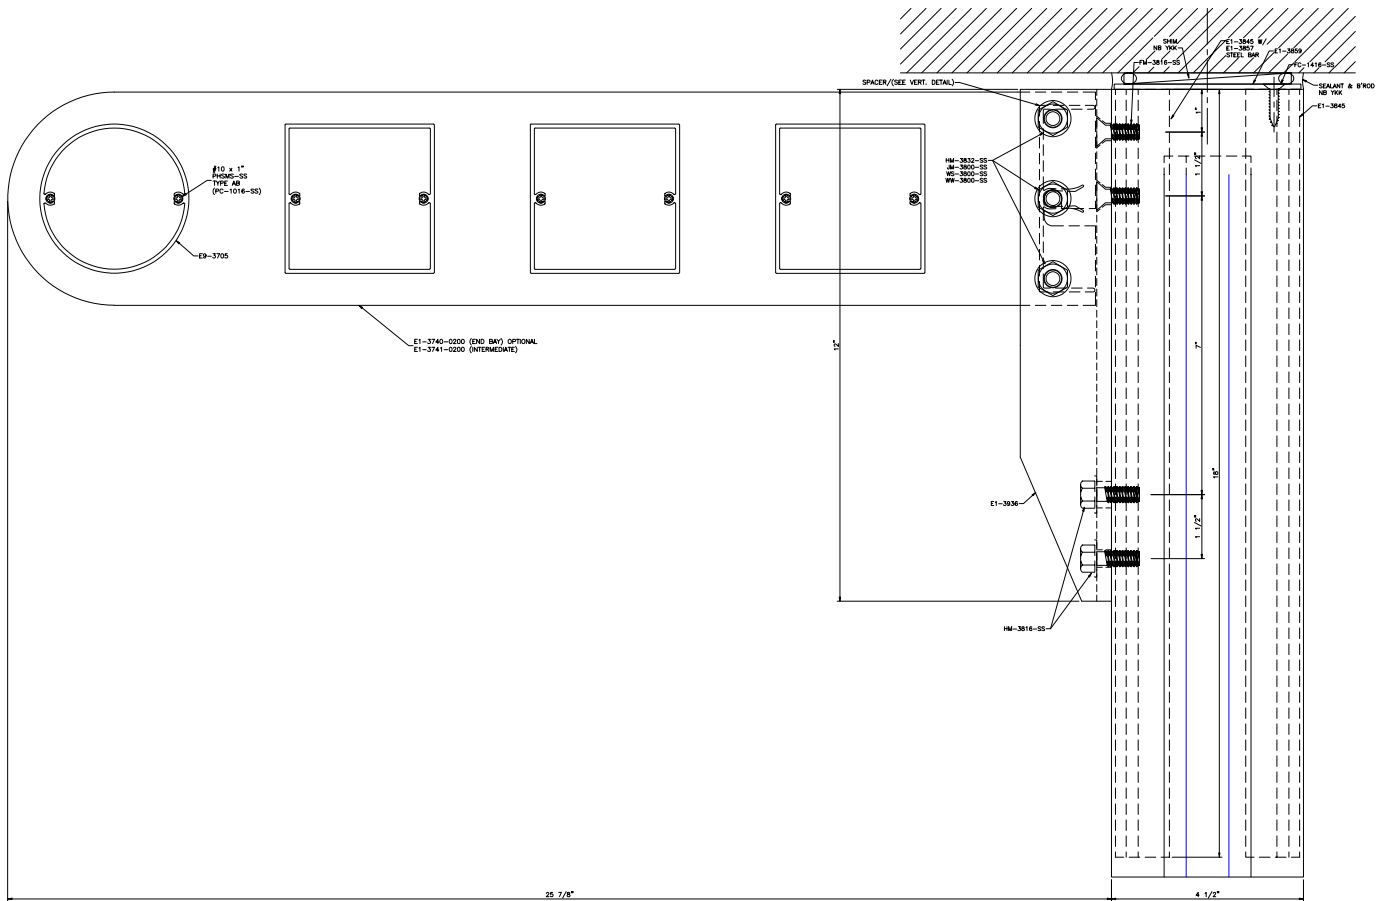 SHIM
NB YKK
E1-3845 W/
E1-3857
STEEL BAR
E1-3859
FM-3816-SS
FC-1416-SS
SPACER/(SEE VERT. DETAIL)
SEALANT & B'ROD
NB YKK
E1-3845
1"
HM-3832-SS
JM-3800-SS
WS-3800-SS
WW-3800-SS
1 1/2"
#10 x 1"
PHSMS-SS
TYPE AB
(PC-1016-SS)
E9-3705
E1-3740-0200 (END BAY) OPTIONAL
E1-3741-0200 (INTERMEDIATE)
12"
7"
18"
E1-3936
1 1/2"
HM-3816-SS
25 7/8"
4 1/2"